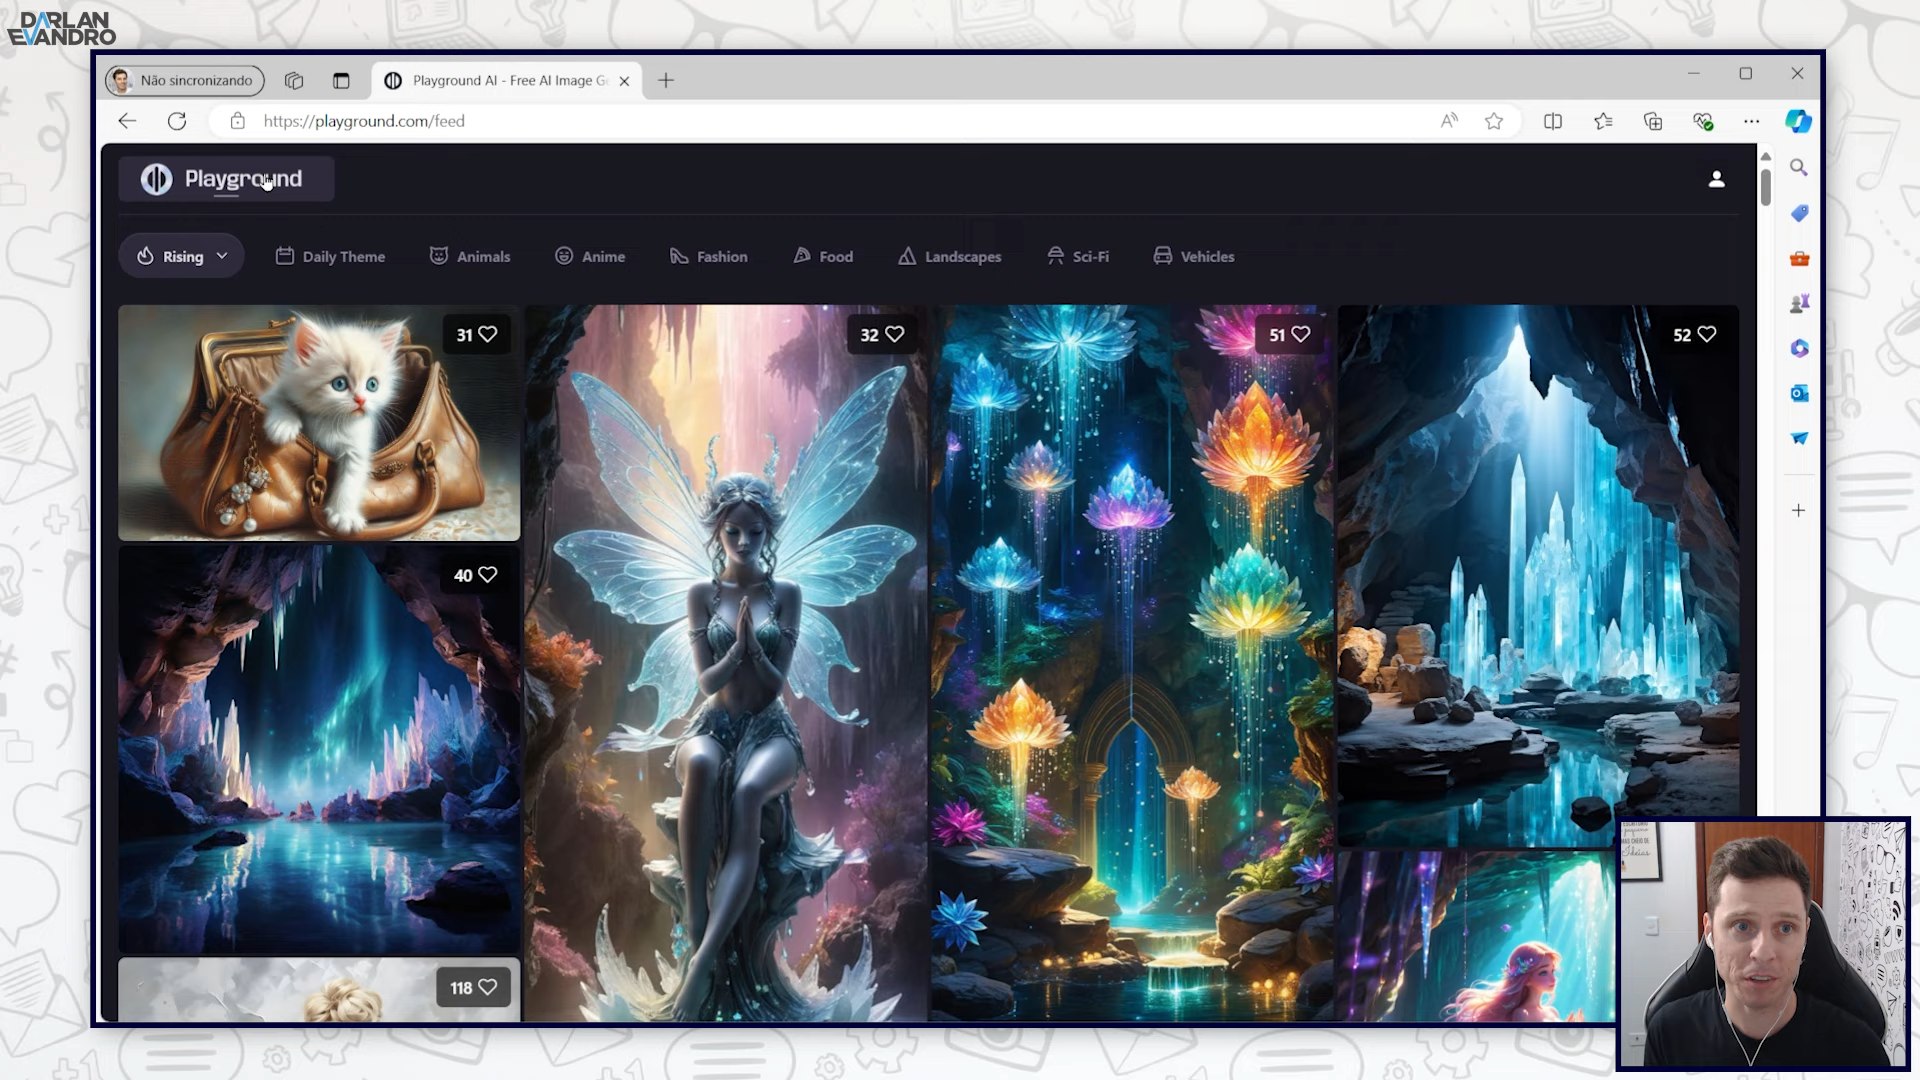 DARLAN
EVANDRO
Não sincronizando
Playground AI - Free AI Image Ge
https://playground.com/feed
Playground
Rising
Daily Theme
Animals
Anime
Fashion
Food
Landscapes
Sci-Fi
Vehicles
31
32
51
52
40
118